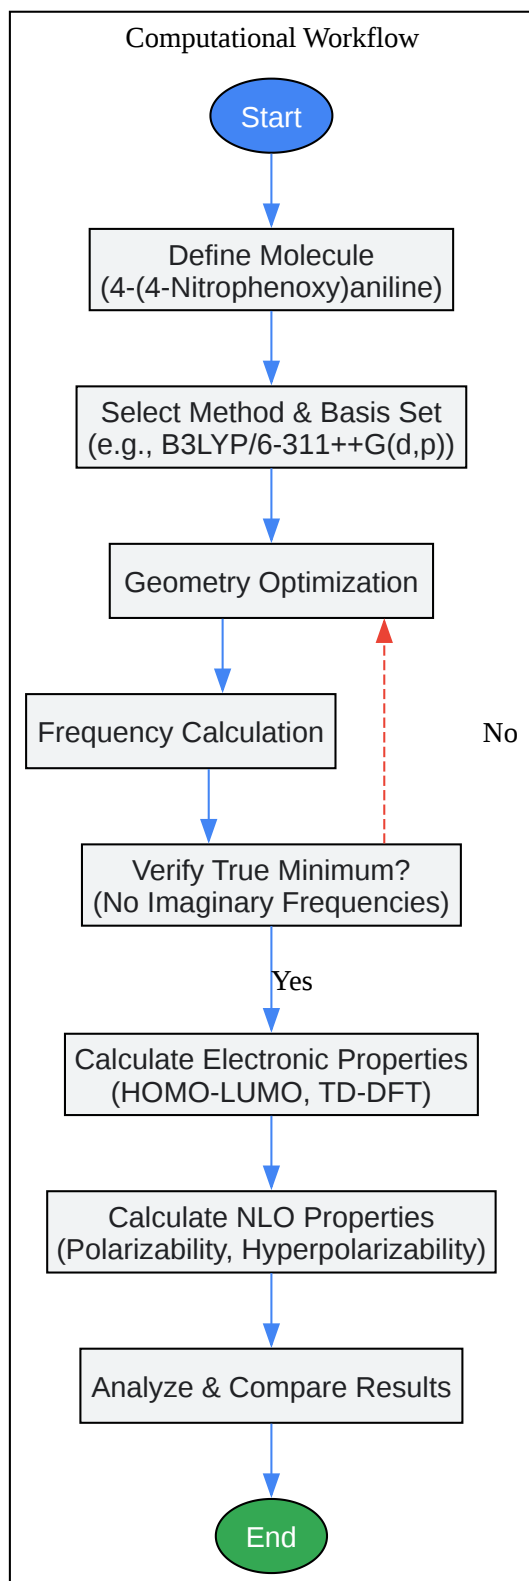 Computational Workflow
Start
Define Molecule
(4-(4-Nitrophenoxy)aniline)
Select Method & Basis Set
(e.g., B3LYP/6-311++G(d,p))
Geometry Optimization
Frequency Calculation
No
Verify True Minimum?
(No Imaginary Frequencies)
Yes
Calculate Electronic Properties
(HOMO-LUMO, TD-DFT)
Calculate NLO Properties
(Polarizability, Hyperpolarizability)
Analyze & Compare Results
End